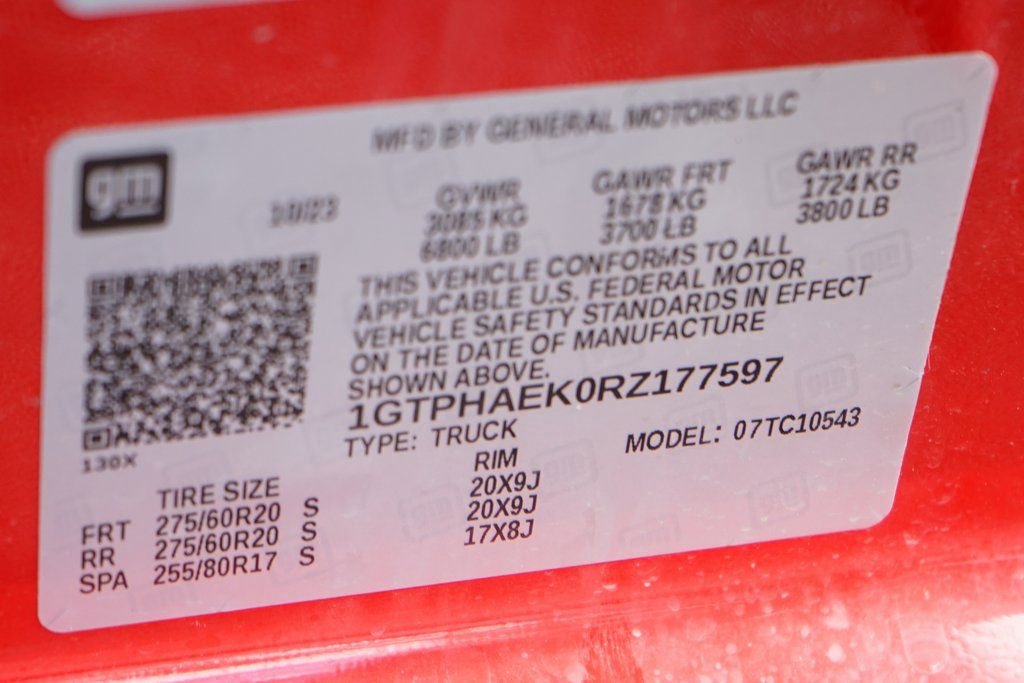 MFD BY GENERAL MOTORS LLC
gm
10/23
GVWR
3085 KG
6800 LB
GAWR FRT
1678 KG
3700 LB
GAWR RR
1724 KG
3800 LB
THIS VEHICLE CONFORMS TO ALL
APPLICABLE U.S. FEDERAL MOTOR
VEHICLE SAFETY STANDARDS IN EFFECT
ON THE DATE OF MANUFACTURE
SHOWN ABOVE.
1GTPHAEK0RZ177597
TYPE: TRUCK MODEL: 07TC10543
130X
TIRE SIZE RIM
FRT 275/60R20 S 20X9J
RR 275/60R20 S 20X9J
SPA 255/80R17 S 17X8J